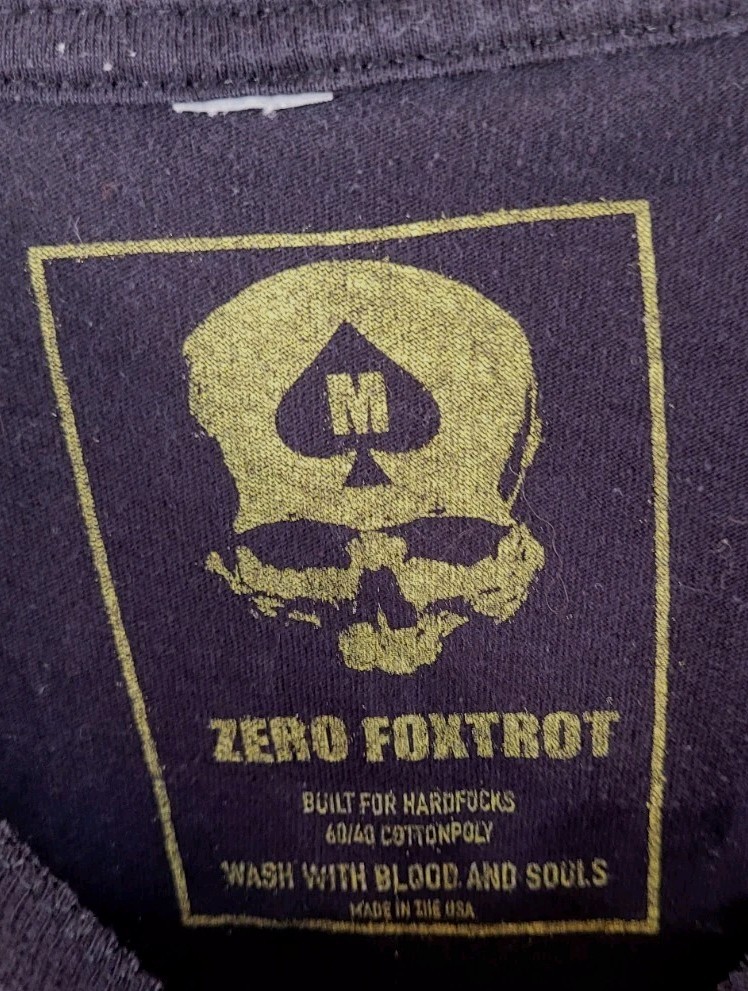 M
ZERO FOXTROT
BUILT FOR HARDFUCKS
60/40 COTTONPOLY
WASH WITH BLOOD AND SOULS
MADE IN THE USA